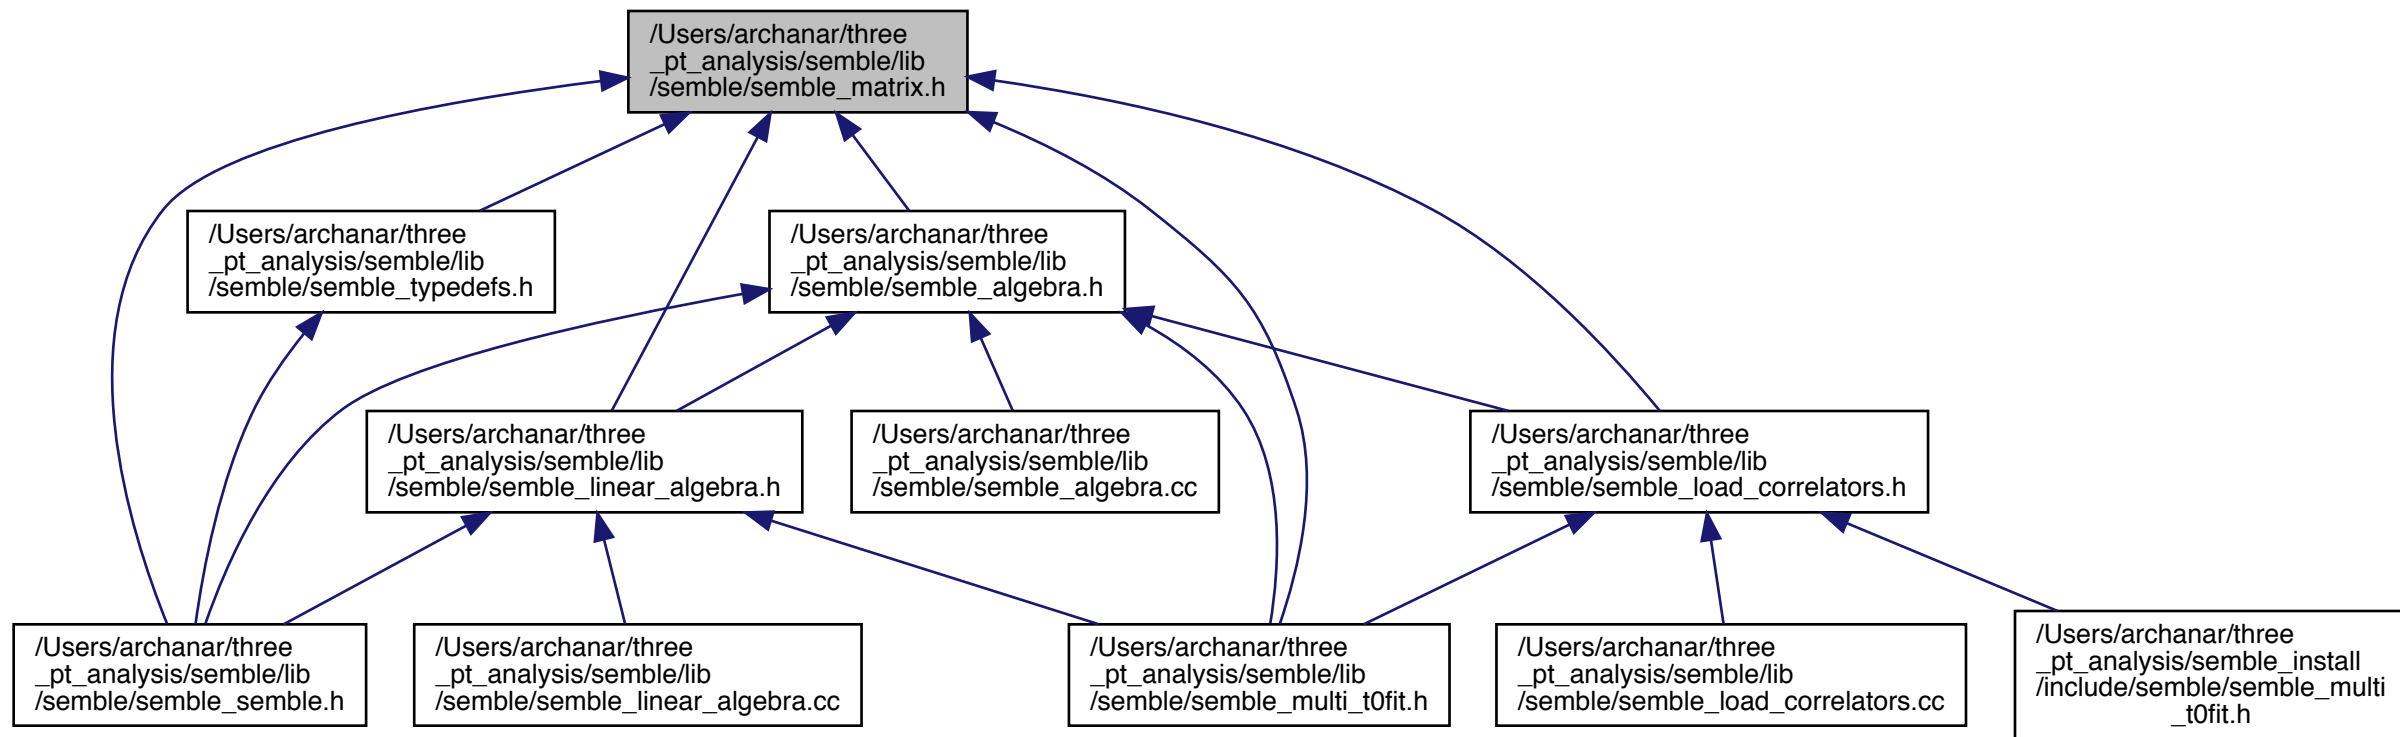 /Users/archanar/three
_pt_analysis/semble/lib
/semble/semble_matrix.h
/Users/archanar/three
_pt_analysis/semble/lib
/semble/semble_typedefs.h
/Users/archanar/three
_pt_analysis/semble/lib
/semble/semble_algebra.h
/Users/archanar/three
_pt_analysis/semble/lib
/semble/semble_linear_algebra.h
/Users/archanar/three
_pt_analysis/semble/lib
/semble/semble_algebra.cc
/Users/archanar/three
_pt_analysis/semble/lib
/semble/semble_load_correlators.h
/Users/archanar/three
_pt_analysis/semble/lib
/semble/semble_semble.h
/Users/archanar/three
_pt_analysis/semble/lib
/semble/semble_linear_algebra.cc
/Users/archanar/three
_pt_analysis/semble/lib
/semble/semble_multi_t0fit.h
/Users/archanar/three
_pt_analysis/semble/lib
/semble/semble_load_correlators.cc
/Users/archanar/three
_pt_analysis/semble_install
/include/semble/semble_multi
_t0fit.h